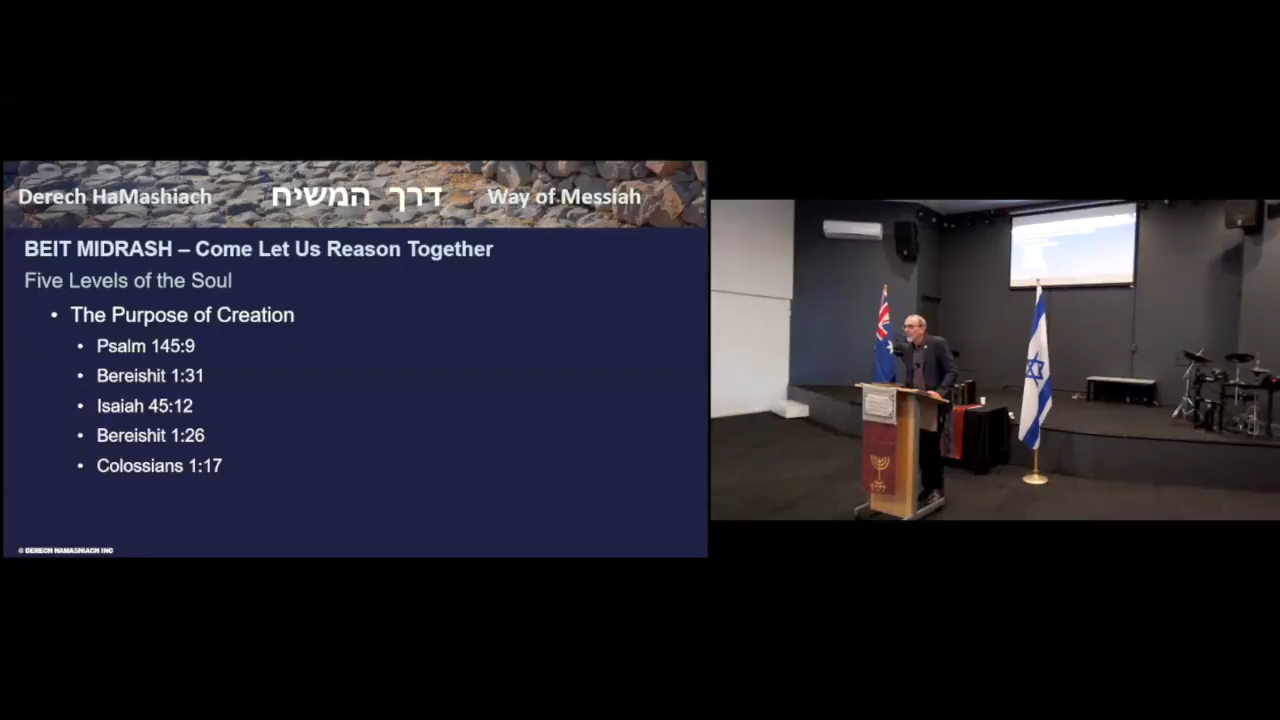 Derech HaMashiach דרך המשיח Way of Messiah
BEIT MIDRASH – Come Let Us Reason Together
Five Levels of the Soul
• The Purpose of Creation
• Psalm 145:9
• Bereishit 1:31
• Isaiah 45:12
• Bereishit 1:26
• Colossians 1:17
© DERECH HAMASHIACH INC